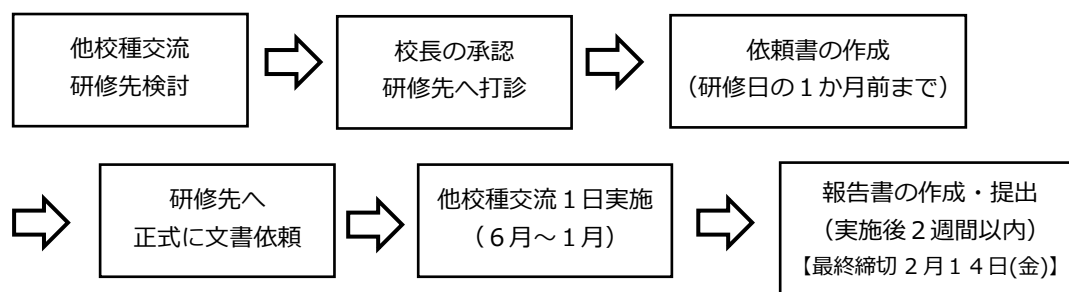 他校種交流
研修先検討
校長の承認
研修先へ打診
依頼書の作成
（研修日の１か月前まで）
研修先へ
正式に文書依頼
他校種交流１日実施
（６月～１月）
報告書の作成・提出
（実施後２週間以内）
【最終締切 ２月１４日(金)】